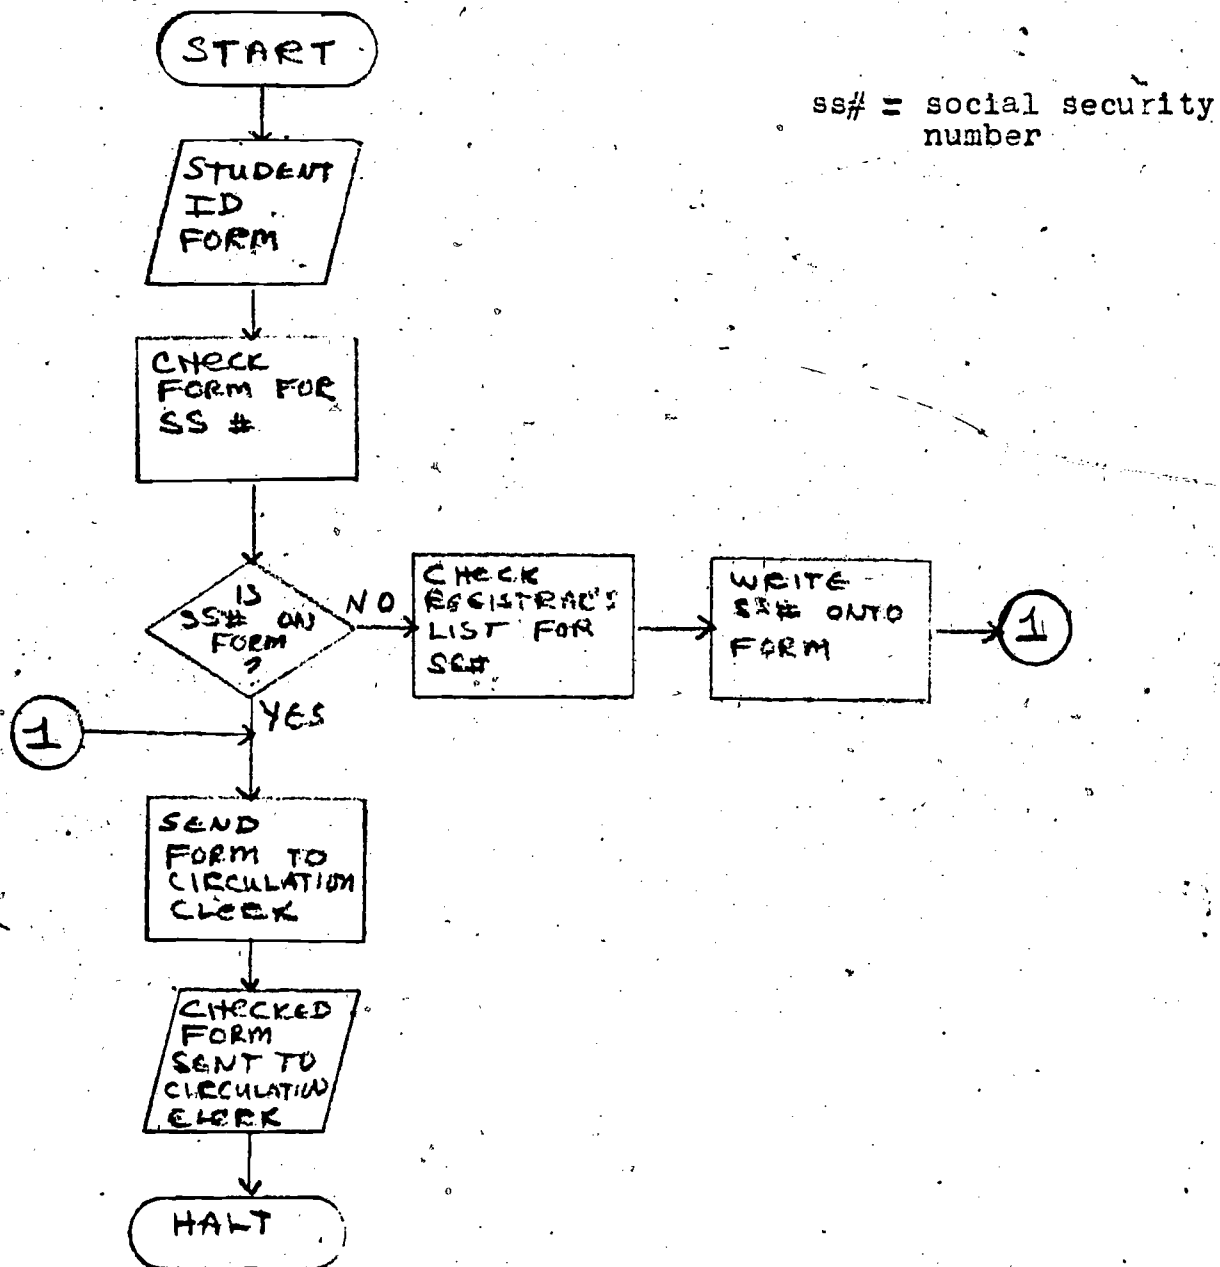 START
ss# = social security
number
STUDENT
ID
FORM
CHECK
FORM FOR
SS #
IS
SS# ON
FORM
?
NO
CHECK
REGISTRAR'S
LIST FOR
SS#
WRITE
SS# ONTO
FORM
1
YES
1
SEND
FORM TO
CIRCULATION
CLERK
CHECKED
FORM
SENT TO
CIRCULATION
CLERK
HALT